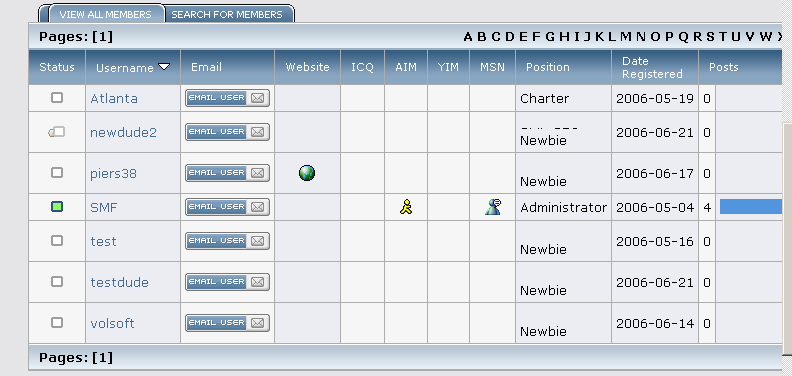 VIEW ALL MEMBERS SEARCH FOR MEMBERS
Pages: [1] A B C D E F G H I J K L M N O P Q R S T U V W X
Status Username Email Website ICQ AIM YIM MSN Position Date Registered Posts
Atlanta EMAIL USER Charter 2006-05-19 0
newdude2 EMAIL USER Newbie 2006-06-21 0
piers38 EMAIL USER Newbie 2006-06-17 0
SMF EMAIL USER Administrator 2006-05-04 4
test EMAIL USER Newbie 2006-05-16 0
testdude EMAIL USER Newbie 2006-06-21 0
volsoft EMAIL USER Newbie 2006-06-14 0
Pages: [1]